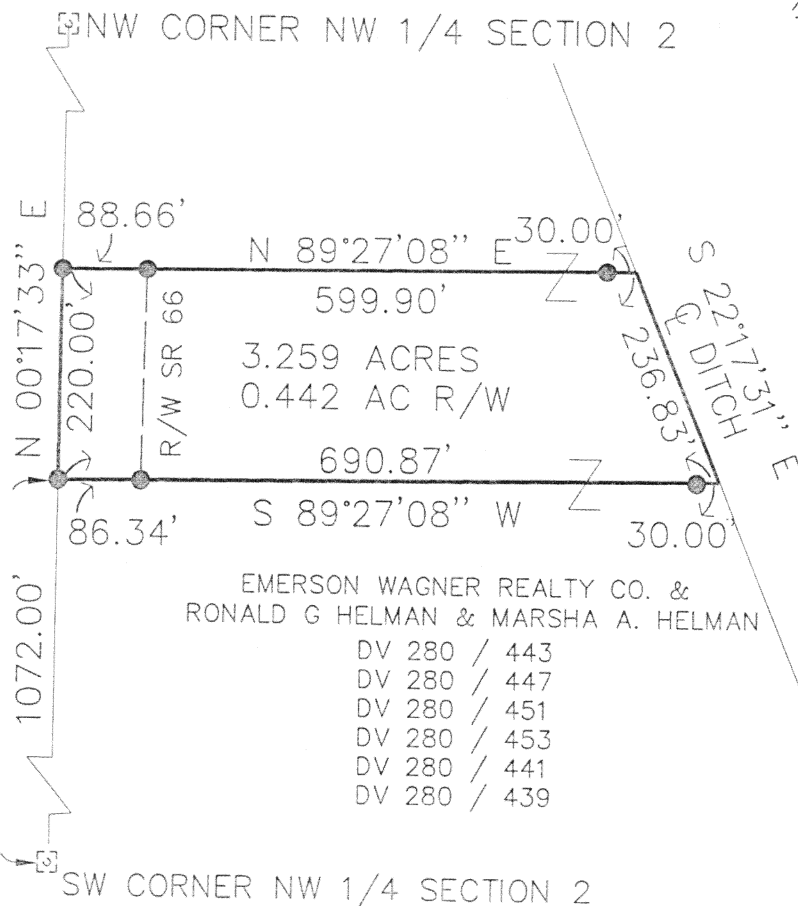 NW CORNER NW 1/4 SECTION 2
88.66'
N 89°27'08" E
30.00'
599.90'
N 00°17'33" E
220.00'
R/W SR 66
3.259 ACRES
0.442 AC R/W
S 22°17'31" E
℄ DITCH
236.83'
690.87'
S 89°27'08" W
86.34'
30.00'
1072.00'
EMERSON WAGNER REALTY CO. &
RONALD G HELMAN & MARSHA A. HELMAN
DV 280 / 443
DV 280 / 447
DV 280 / 451
DV 280 / 453
DV 280 / 441
DV 280 / 439
SW CORNER NW 1/4 SECTION 2